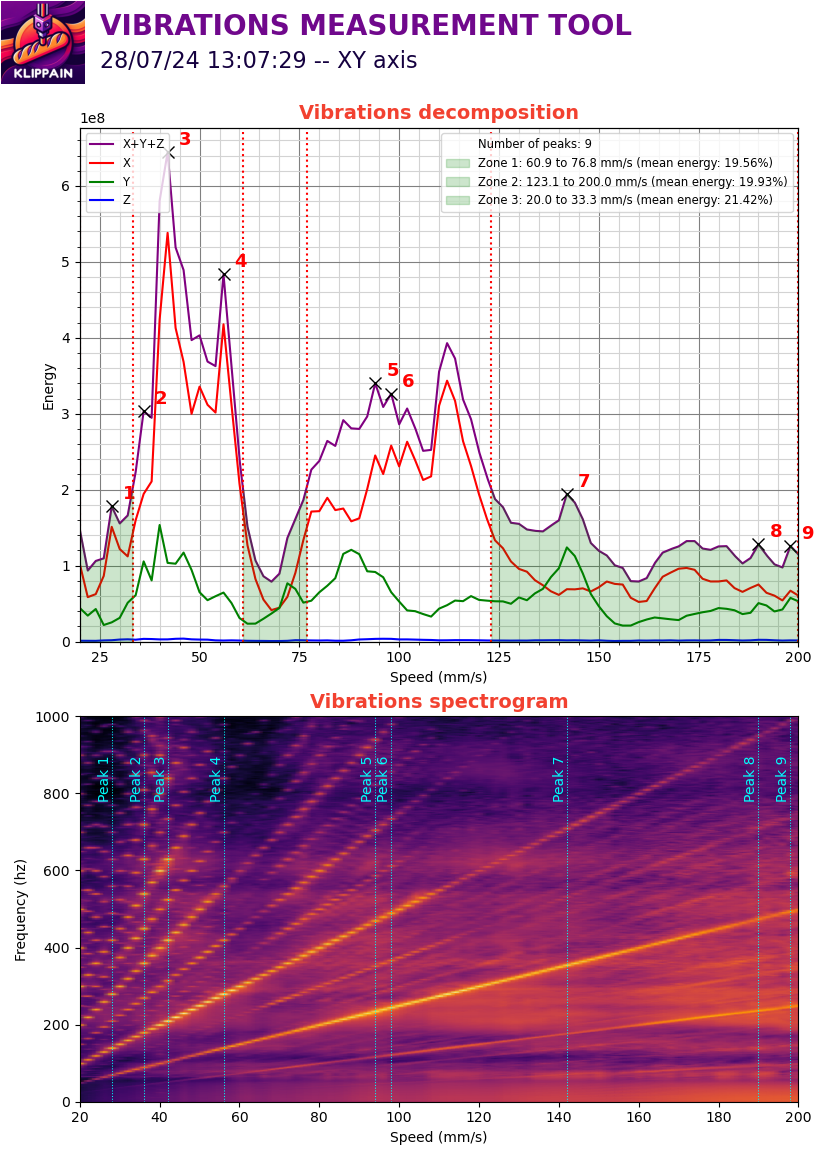 VIBRATIONS MEASUREMENT TOOL
28/07/24 13:07:29 -- XY axis
KLIPPAIN
Vibrations decomposition
1e8
X+Y+Z
X
Y
Z
Number of peaks: 9
Zone 1: 60.9 to 76.8 mm/s (mean energy: 19.56%)
Zone 2: 123.1 to 200.0 mm/s (mean energy: 19.93%)
Zone 3: 20.0 to 33.3 mm/s (mean energy: 21.42%)
3
4
5
6
2
1
7
8
9
Energy
6
5
4
3
2
1
0
25 50 75 100 125 150 175 200
Speed (mm/s)
Vibrations spectrogram
Peak 1
Peak 2
Peak 3
Peak 4
Peak 5
Peak 6
Peak 7
Peak 8
Peak 9
Frequency (hz)
1000
800
600
400
200
0
20 40 60 80 100 120 140 160 180 200
Speed (mm/s)